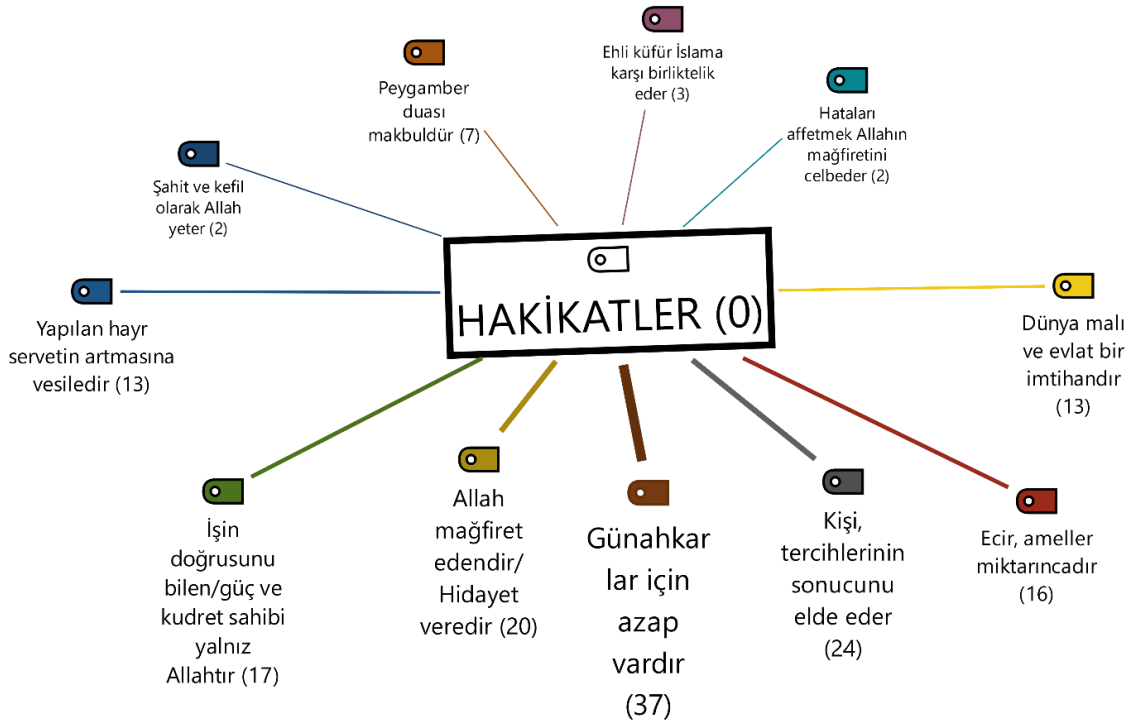 Ehli küfür İslama
karşı birliktelik
eder (3)
Peygamber
duası
makbuldür (7)
Hataları
affetmek Allahın
mağfiretini
celbeder (2)
Şahit ve kefil
olarak Allah
yeter (2)
HAKİKATLER (0)
Yapılan hayr
servetin artmasına
vesiledir (13)
Dünya malı
ve evlat bir
imtihandır
(13)
İşin
doğrusunu
bilen/güç ve
kudret sahibi
yalnız
Allahtır (17)
Allah
mağfiret
edendir/
Hidayet
veredir (20)
Günahkar
lar için
azap
vardır
(37)
Kişi,
tercihlerinin
sonucunu
elde eder
(24)
Ecir, ameller
miktarıncadır
(16)